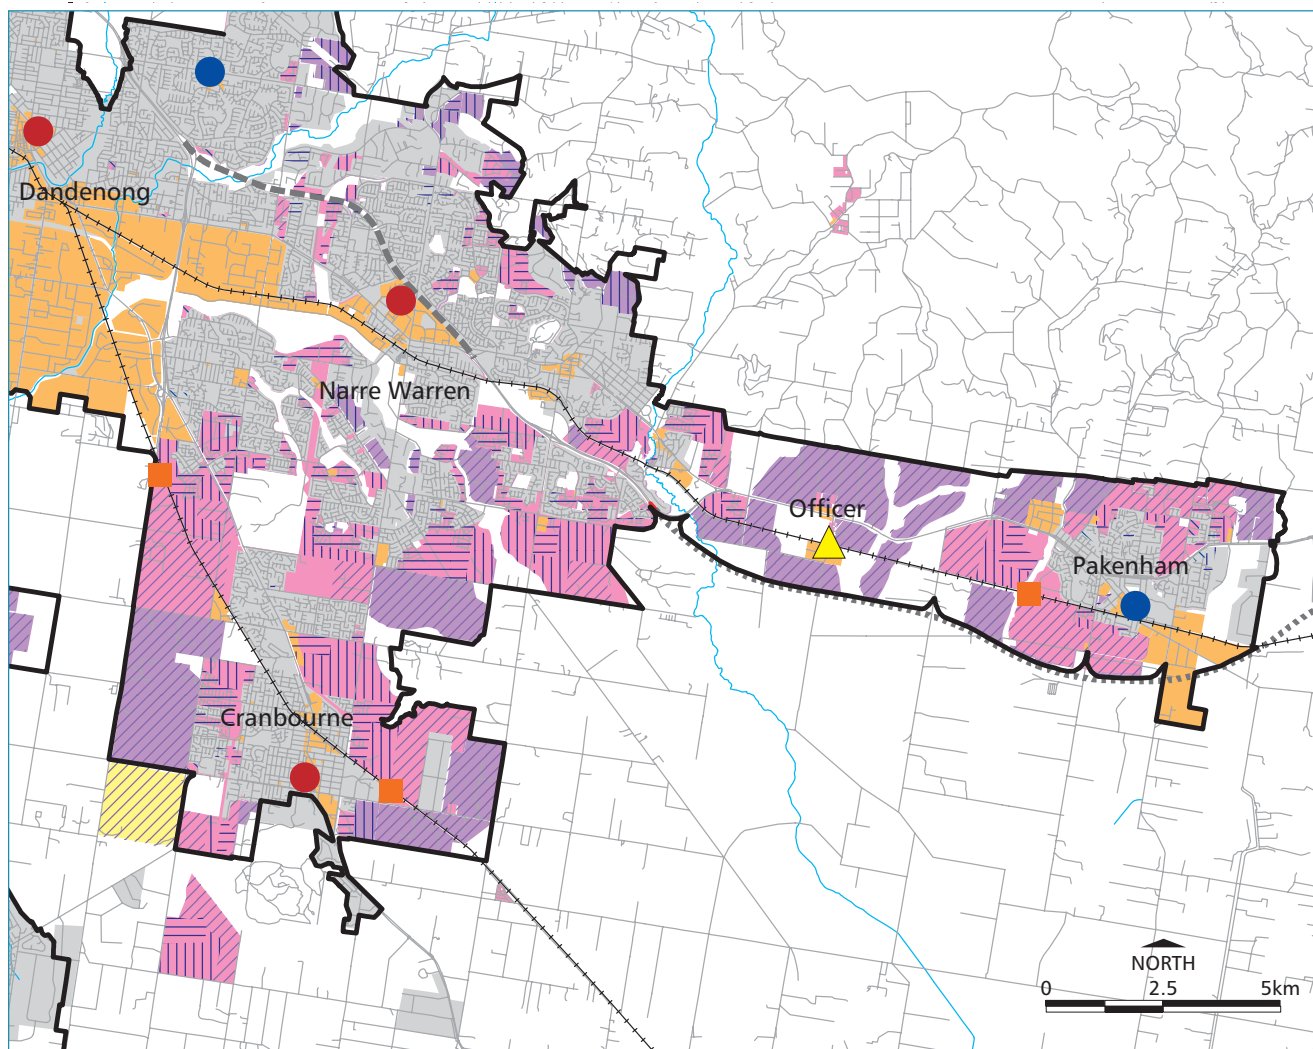 Dandenong
Narre Warren
Officer
Pakenham
Cranbourne
NORTH
0 2.5 5km